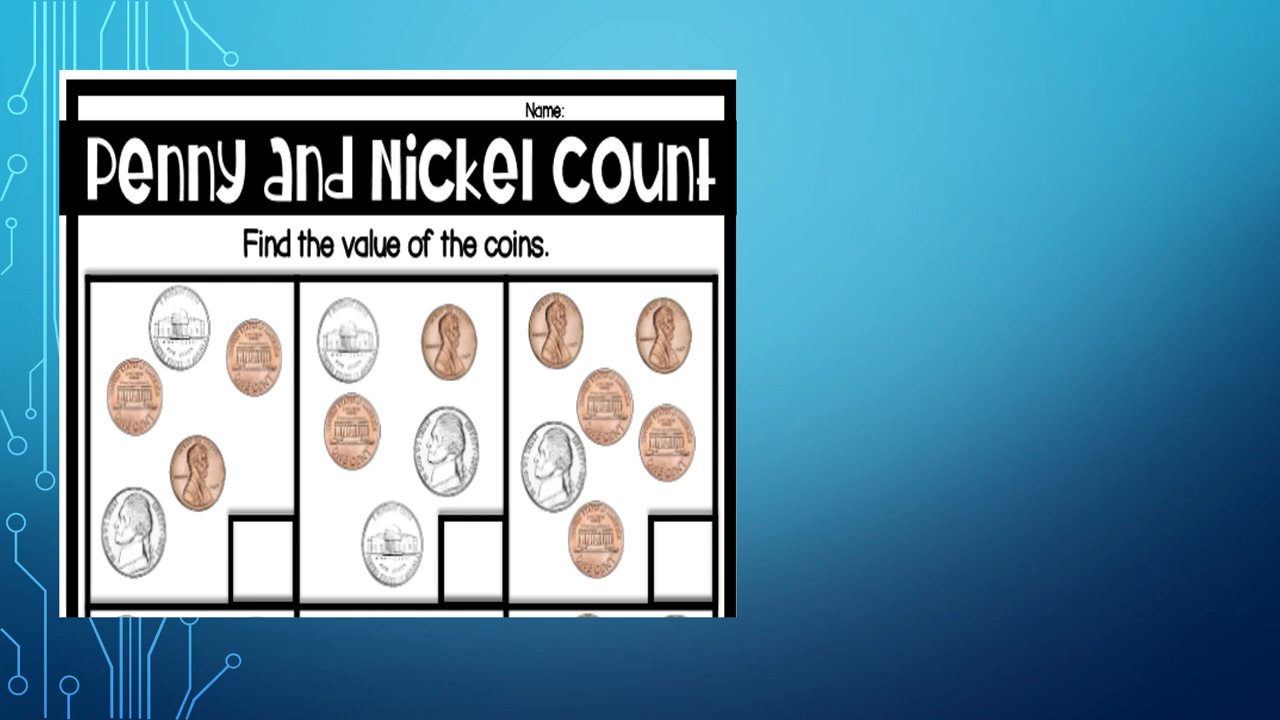 Name:
Penny and Nickel Count
Find the value of the coins.